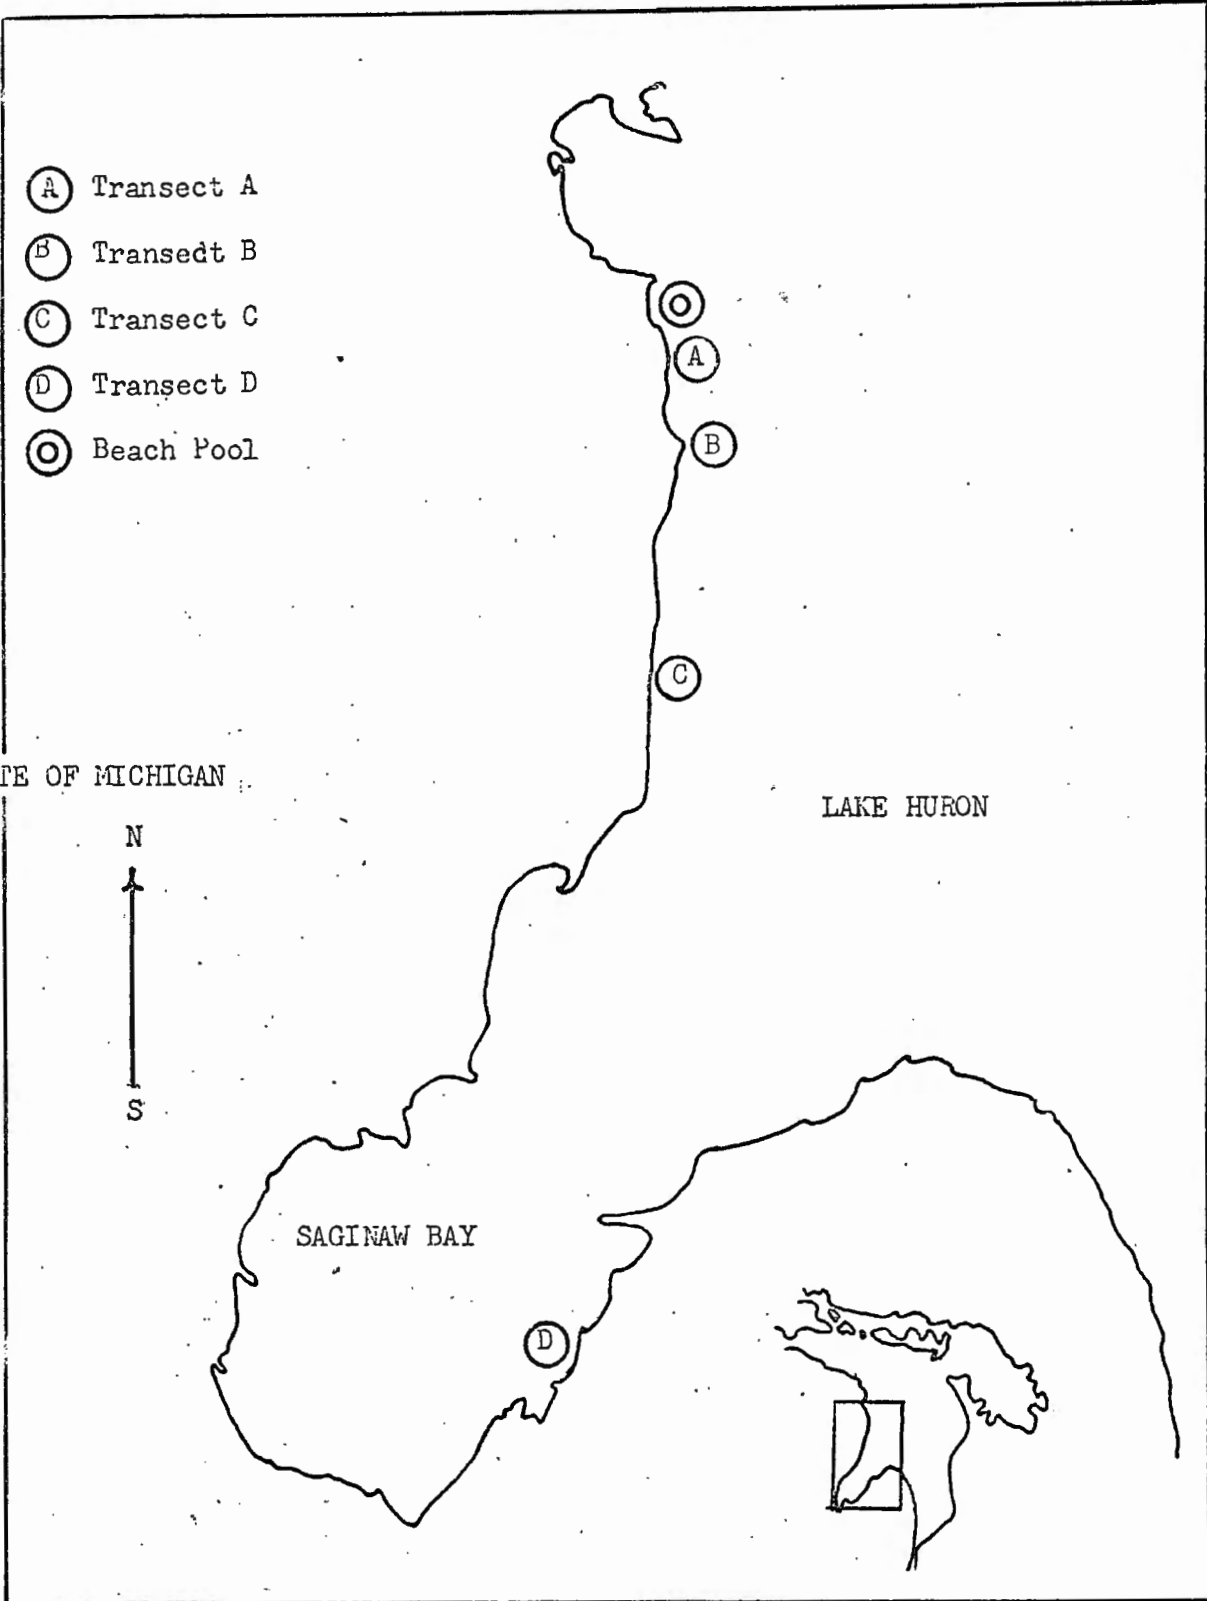 A Transect A
B Transedt B
C Transect C
D Transect D
Beach Pool
A
B
C
TE OF MICHIGAN
LAKE HURON
N
S
SAGINAW BAY
D